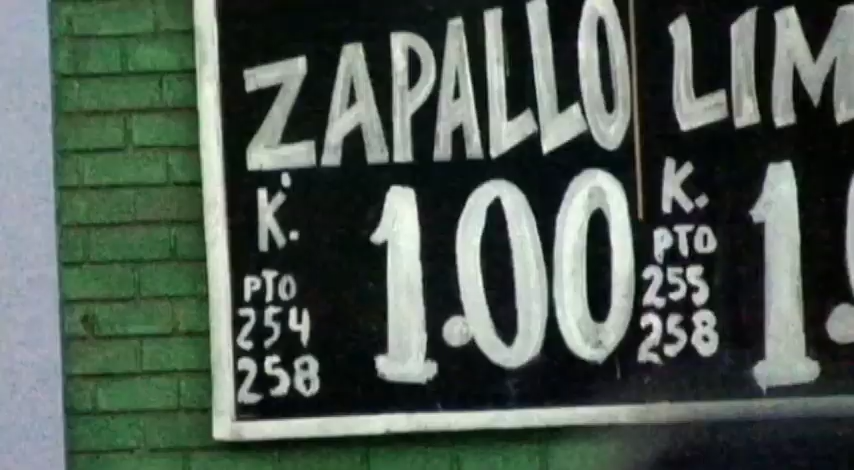 ZAPALLO
K.
1.00
PTO
254
258
LIM
K.
1.
PTO
255
258